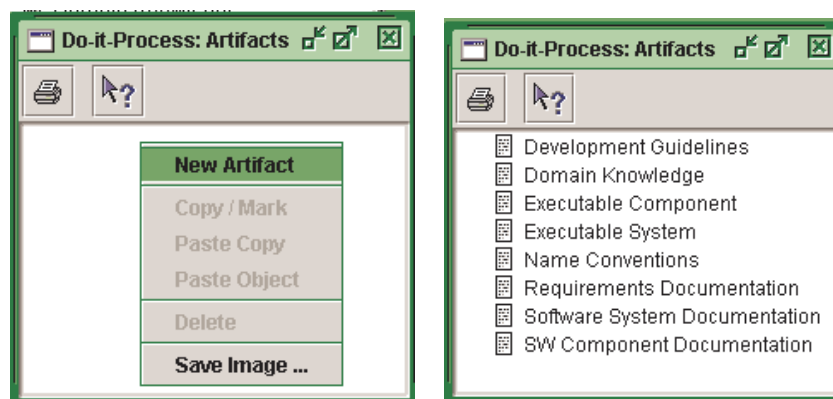 Do-it-Process: Artifacts
?
New Artifact
Copy / Mark
Paste Copy
Paste Object
Delete
Save Image ...
Do-it-Process: Artifacts
?
Development Guidelines
Domain Knowledge
Executable Component
Executable System
Name Conventions
Requirements Documentation
Software System Documentation
SW Component Documentation